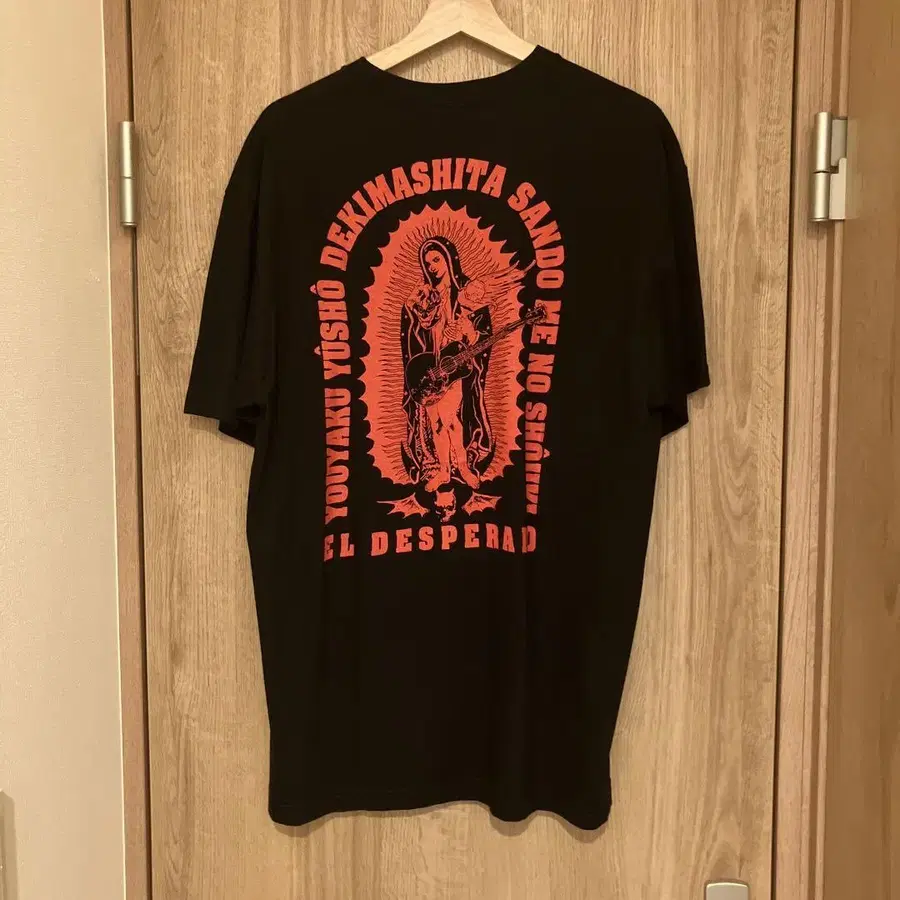 YOUYAKU YÛSHÔ DEKIMASHITA SANDO ME NO SHÔJIKI
EL DESPERADO